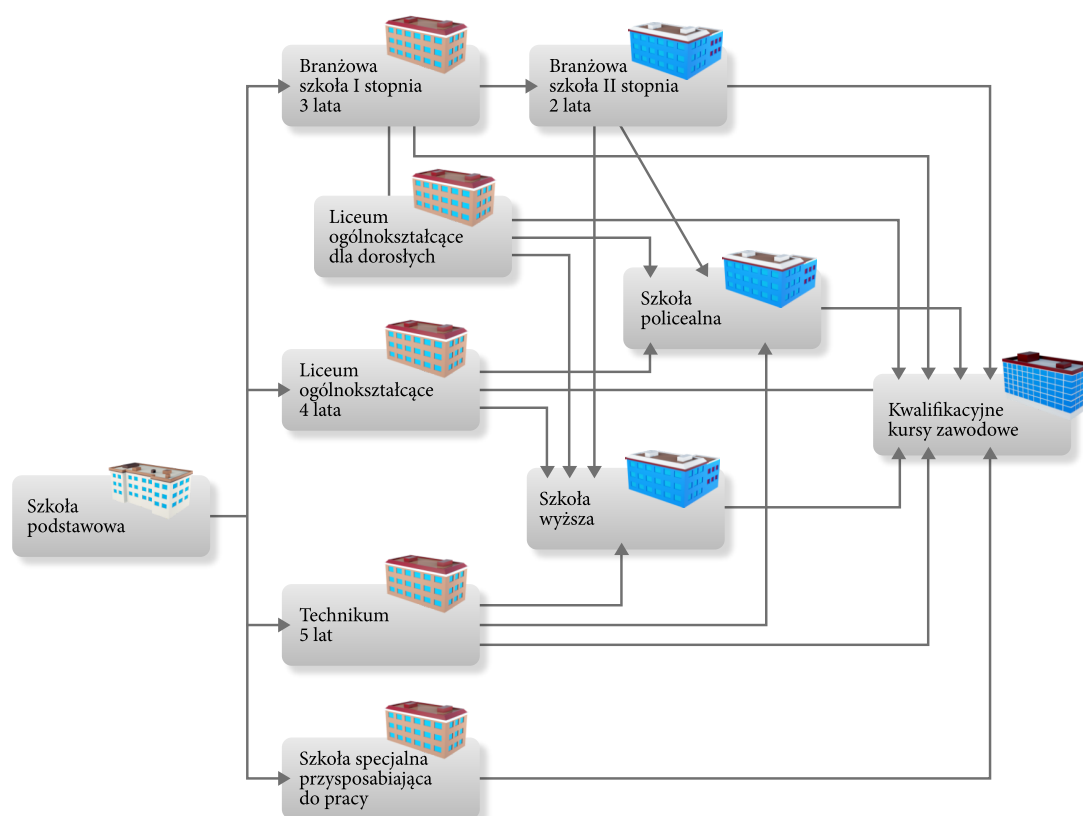 Branżowa
szkoła I stopnia
3 lata
Branżowa
szkoła II stopnia
2 lata
Liceum
ogólnokształcące
dla dorosłych
Szkoła
policealna
Liceum
ogólnokształcące
4 lata
Kwalifikacyjne
kursy zawodowe
Szkoła
podstawowa
Szkoła
wyższa
Technikum
5 lat
Szkoła specjalna
przysposabiająca
do pracy